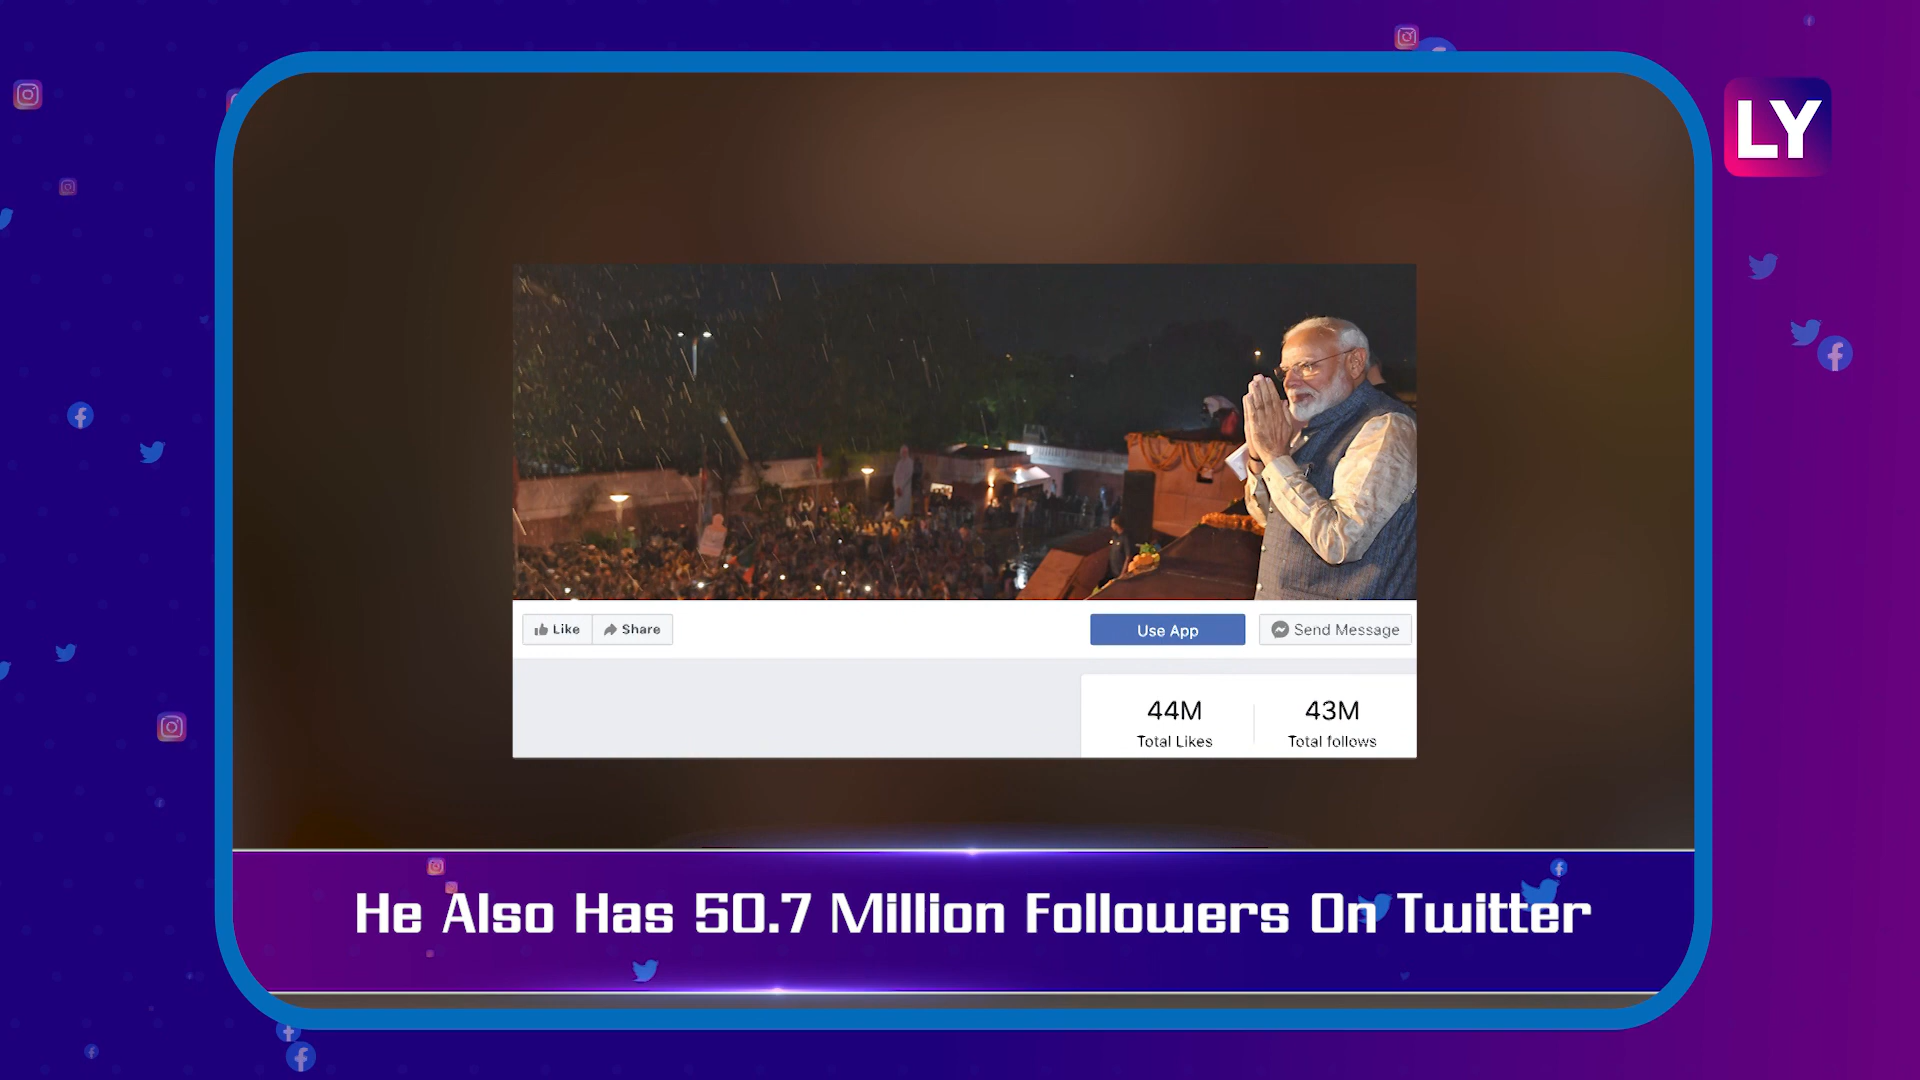 LY
Like Share Use App Send Message
44M 43M
Total Likes Total follows
He Also Has 50.7 Million Followers On Twitter